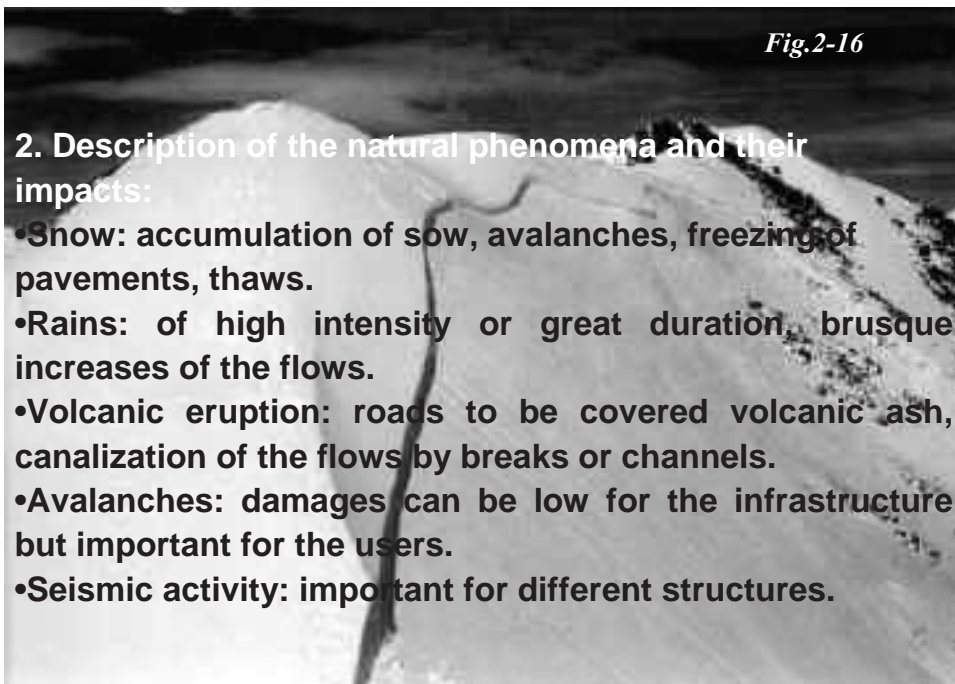 Fig.2-16
2. Description of the natural phenomena and their
impacts:
•Snow: accumulation of sow, avalanches, freezing of
pavements, thaws.
•Rains: of high intensity or great duration, brusque
increases of the flows.
•Volcanic eruption: roads to be covered volcanic ash,
canalization of the flows by breaks or channels.
•Avalanches: damages can be low for the infrastructure
but important for the users.
•Seismic activity: important for different structures.